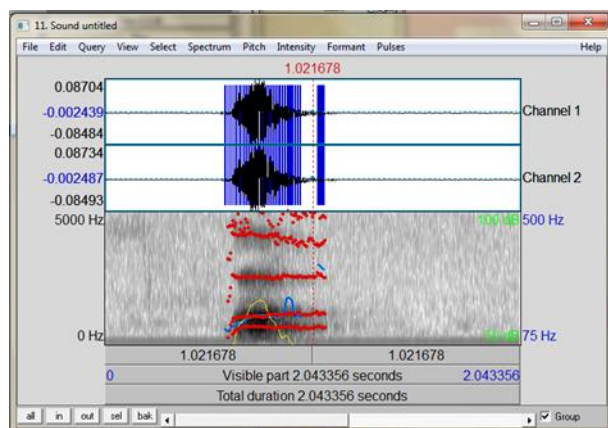 11. Sound untitled
File Edit Query View Select Spectrum Pitch Intensity Formant Pulses Help
1.021678
0.08704
-0.002439
-0.08484
Channel 1
0.08734
-0.002487
-0.08493
Channel 2
5000 Hz
100 dB 500 Hz
0 Hz
75 Hz
1.021678 1.021678
0 Visible part 2.043356 seconds 2.043356
Total duration 2.043356 seconds
all in out sel bak Group